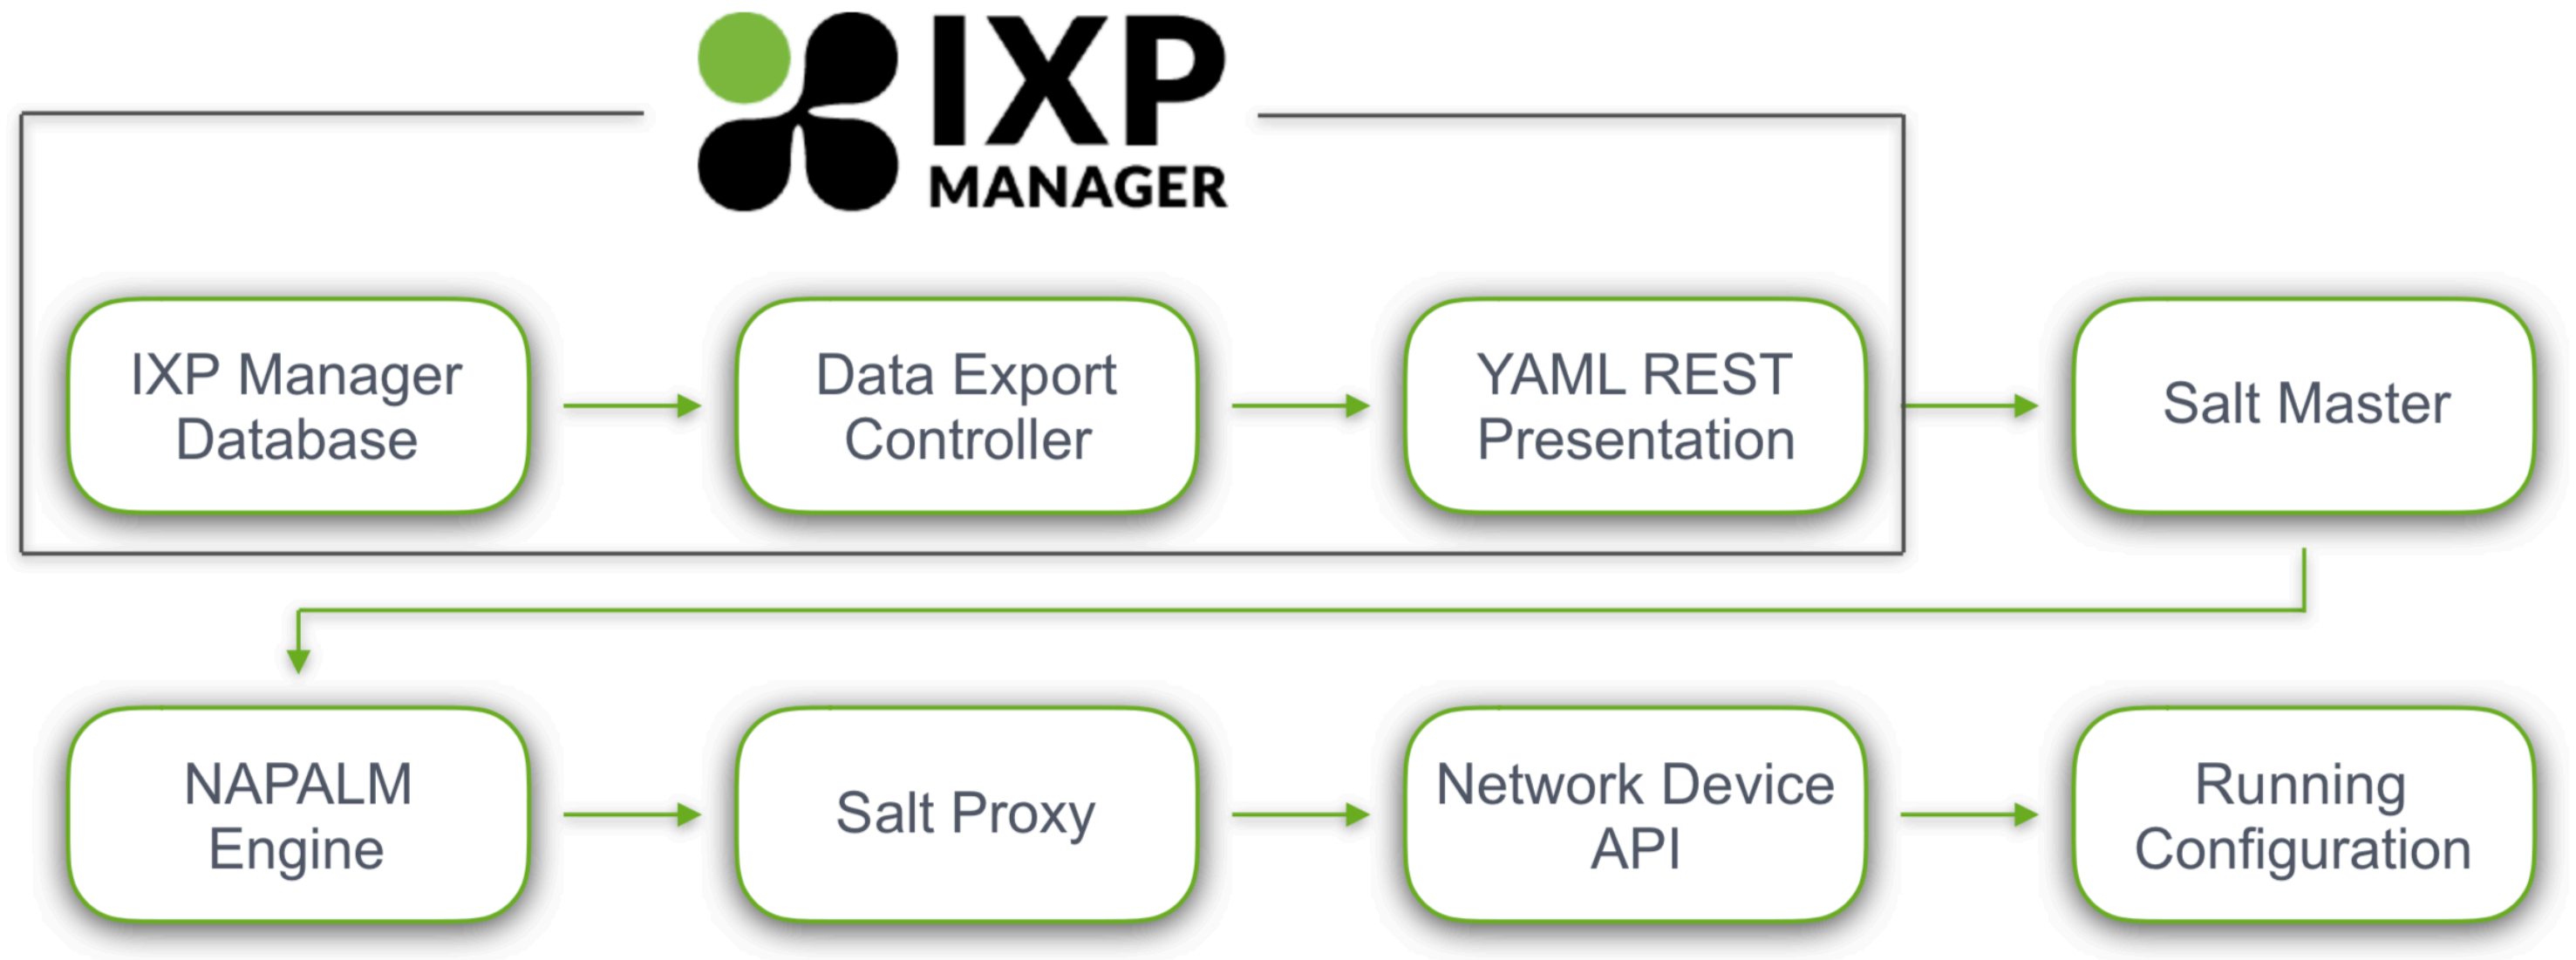 IXP
MANAGER
IXP Manager
Database
Data Export
Controller
YAML REST
Presentation
Salt Master
NAPALM
Engine
Salt Proxy
Network Device
API
Running
Configuration